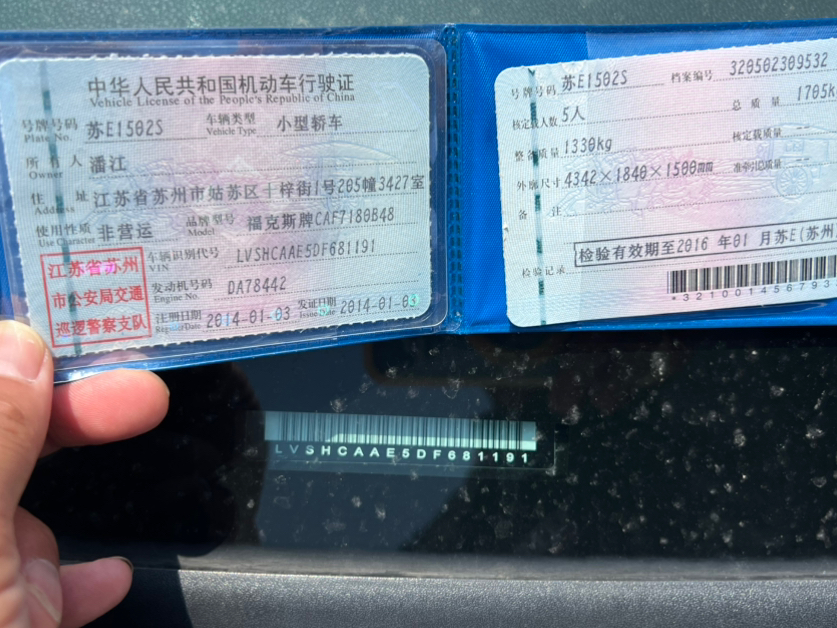 中华人民共和国机动车行驶证
Vehicle License of the People's Republic of China
号牌号码 苏E1502S 车辆类型 小型轿车
Plate No. Vehicle Type
所有人 潘江
Owner
住址 江苏省苏州市姑苏区十梓街1号205幢3427室
Address
使用性质 非营运 品牌型号 福克斯牌CAF7180B48
Use Character Model
江苏省苏州
市公安局交通
巡逻警察支队
车辆识别代号 LVSHCAAE5DF681191
VIN
发动机号码 DA78442
Engine No.
注册日期 2014-01-03 发证日期 2014-01-03
Register Date Issue Date
号牌号码 苏E1502S 档案编号 320502309532
核定载人数 5人 总质量 1705k
整备质量 1330kg 核定载质量 --
外廓尺寸 4342×1840×1500mm 准牵引总质量 --
备注
检验记录 检验有效期至2016年01月苏E(苏州
*321001456793
LVSHCAAE5DF681191